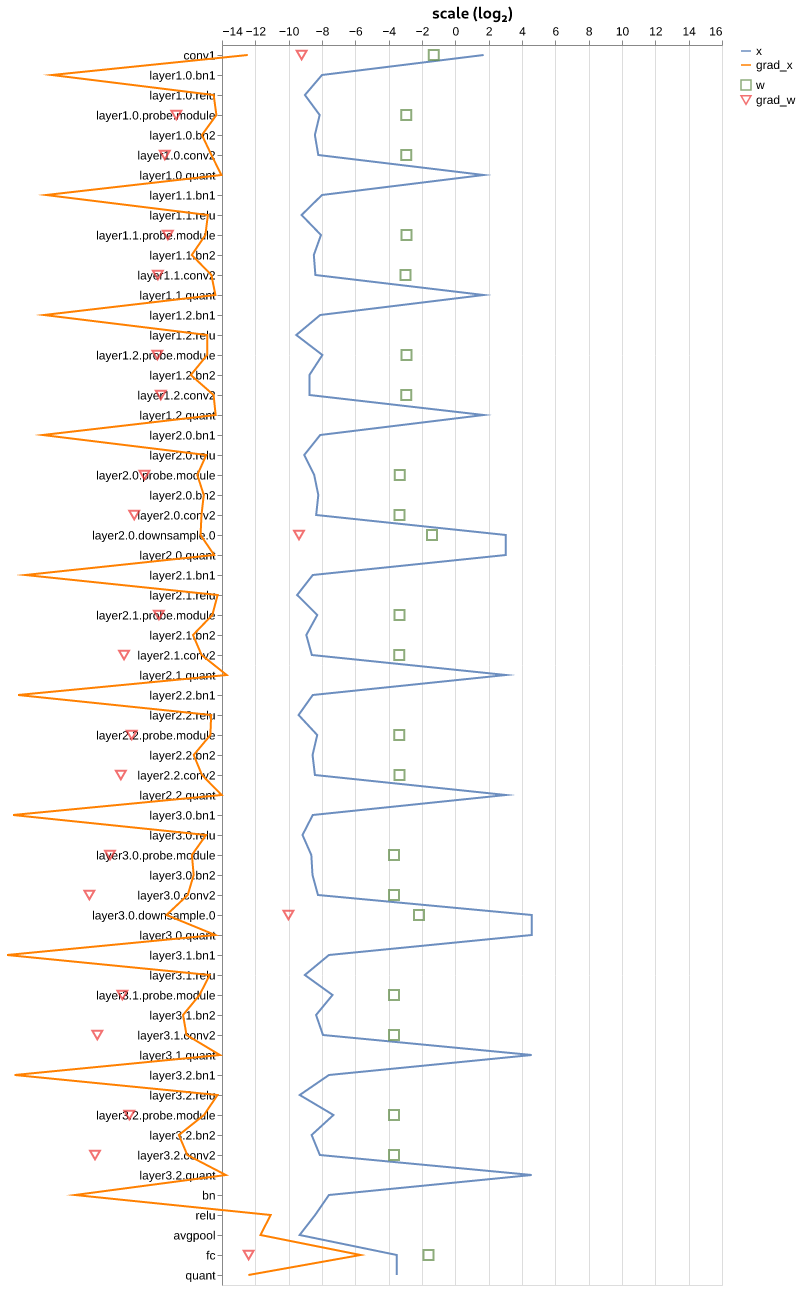 scale (log₂)
−14 −12 −10 −8 −6 −4 −2 0 2 4 6 8 10 12 14 16
x
grad_x
w
grad_w
conv1
layer1.0.bn1
layer1.0.relu
layer1.0.probe.module
layer1.0.bn2
layer1.0.conv2
layer1.0.quant
layer1.1.bn1
layer1.1.relu
layer1.1.probe.module
layer1.1.bn2
layer1.1.conv2
layer1.1.quant
layer1.2.bn1
layer1.2.relu
layer1.2.probe.module
layer1.2.bn2
layer1.2.conv2
layer1.2.quant
layer2.0.bn1
layer2.0.relu
layer2.0.probe.module
layer2.0.bn2
layer2.0.conv2
layer2.0.downsample.0
layer2.0.quant
layer2.1.bn1
layer2.1.relu
layer2.1.probe.module
layer2.1.bn2
layer2.1.conv2
layer2.1.quant
layer2.2.bn1
layer2.2.relu
layer2.2.probe.module
layer2.2.bn2
layer2.2.conv2
layer2.2.quant
layer3.0.bn1
layer3.0.relu
layer3.0.probe.module
layer3.0.bn2
layer3.0.conv2
layer3.0.downsample.0
layer3.0.quant
layer3.1.bn1
layer3.1.relu
layer3.1.probe.module
layer3.1.bn2
layer3.1.conv2
layer3.1.quant
layer3.2.bn1
layer3.2.relu
layer3.2.probe.module
layer3.2.bn2
layer3.2.conv2
layer3.2.quant
bn
relu
avgpool
fc
quant